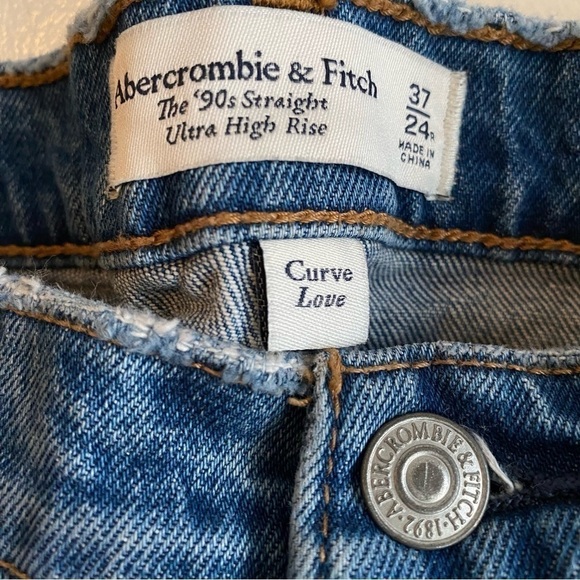 Abercrombie & Fitch
The '90s Straight
Ultra High Rise
37
24R
MADE IN
CHINA
Curve
Love
ABERCROMBIE & FITCH · 1892 ·